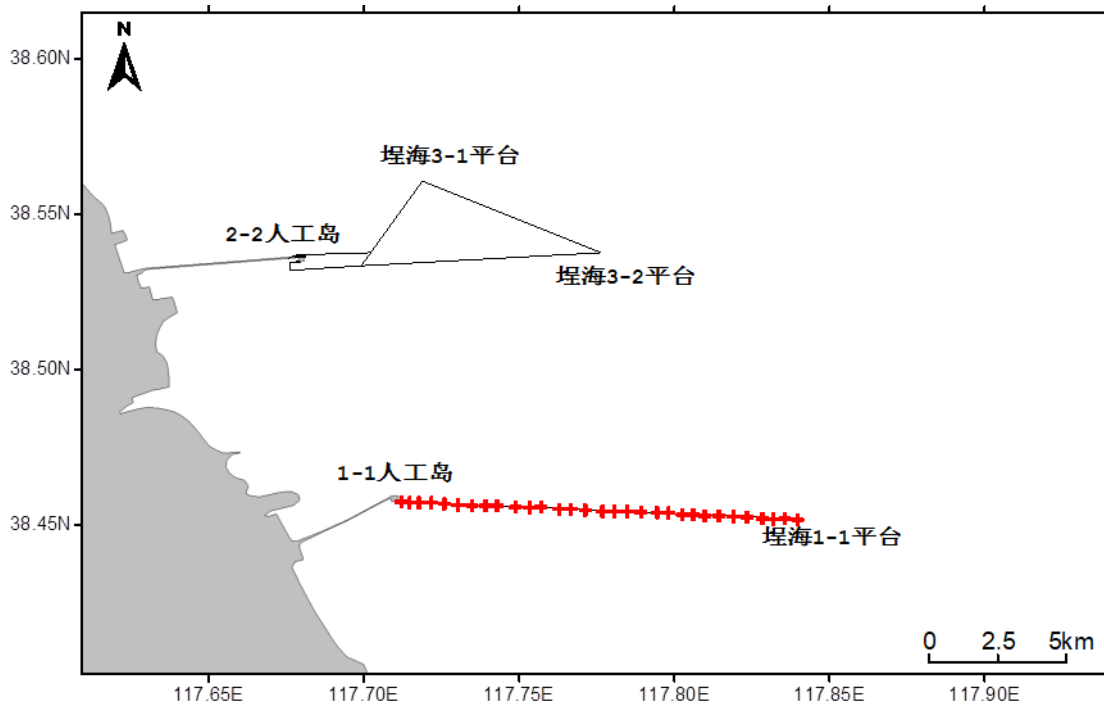 N
38.60N
埕海3-1平台
38.55N
2-2人工岛
埕海3-2平台
38.50N
1-1人工岛
38.45N
埕海1-1平台
0 2.5 5km
117.65E 117.70E 117.75E 117.80E 117.85E 117.90E